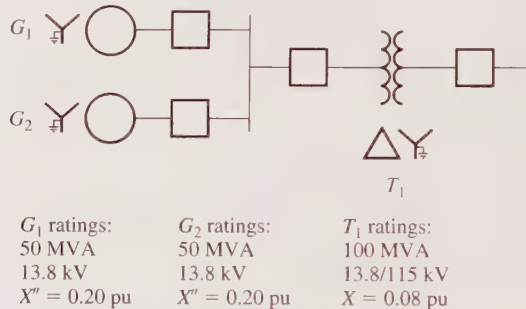 G₁
G₂
T₁
G₁ ratings:
50 MVA
13.8 kV
X″ = 0.20 pu
G₂ ratings:
50 MVA
13.8 kV
X″ = 0.20 pu
T₁ ratings:
100 MVA
13.8/115 kV
X = 0.08 pu